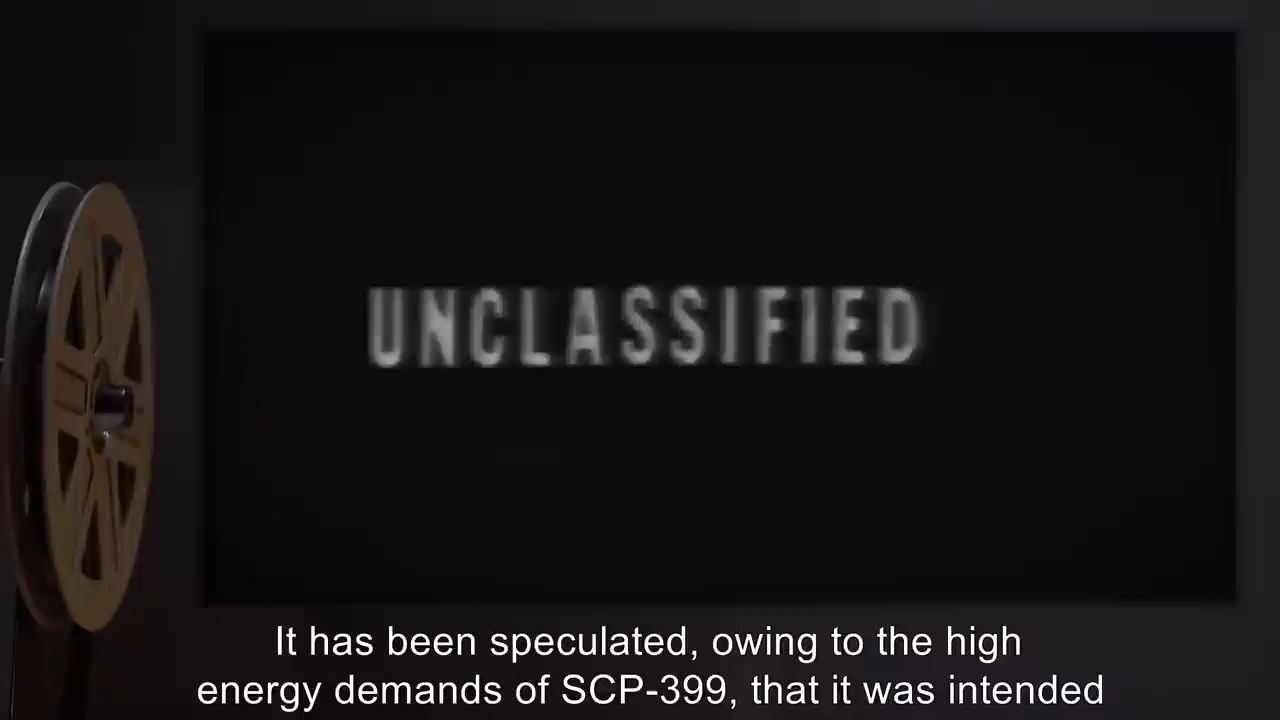 UNCLASSIFIED
It has been speculated, owing to the high
energy demands of SCP-399, that it was intended